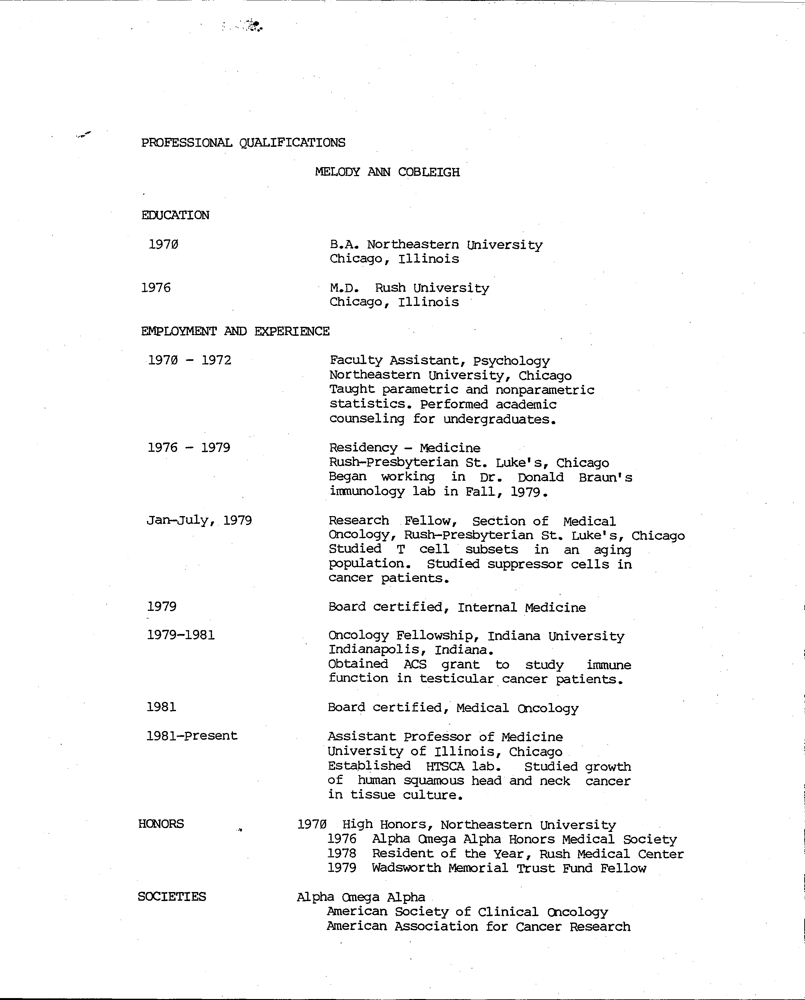 PROFESSIONAL QUALIFICATIONS
MELODY ANN COBLEIGH
EDUCATION
1970 B.A. Northeastern University
Chicago, Illinois
1976 M.D. Rush University
Chicago, Illinois
EMPLOYMENT AND EXPERIENCE
1970 - 1972 Faculty Assistant, Psychology
Northeastern University, Chicago
Taught parametric and nonparametric
statistics. Performed academic
counseling for undergraduates.
1976 - 1979 Residency - Medicine
Rush-Presbyterian St. Luke's, Chicago
Began working in Dr. Donald Braun's
immunology lab in Fall, 1979.
Jan-July, 1979 Research Fellow, Section of Medical
Oncology, Rush-Presbyterian St. Luke's, Chicago
Studied T cell subsets in an aging
population. Studied suppressor cells in
cancer patients.
1979 Board certified, Internal Medicine
1979-1981 Oncology Fellowship, Indiana University
Indianapolis, Indiana.
Obtained ACS grant to study immune
function in testicular cancer patients.
1981 Board certified, Medical Oncology
1981-Present Assistant Professor of Medicine
University of Illinois, Chicago
Established HTSCA lab. Studied growth
of human squamous head and neck cancer
in tissue culture.
HONORS 1970 High Honors, Northeastern University
1976 Alpha Omega Alpha Honors Medical Society
1978 Resident of the Year, Rush Medical Center
1979 Wadsworth Memorial Trust Fund Fellow
SOCIETIES Alpha Omega Alpha
American Society of Clinical Oncology
American Association for Cancer Research